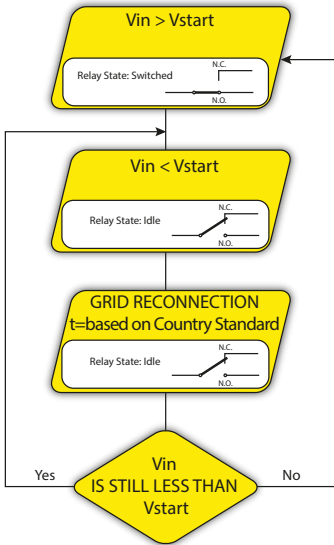 Vin > Vstart
N.C.
Relay State: Switched
N.O.
Vin < Vstart
N.C.
Relay State: Idle
N.O.
GRID RECONNECTION
t=based on Country Standard
N.C.
Relay State: Idle
N.O.
Yes
No
Vin
IS STILL LESS THAN
Vstart